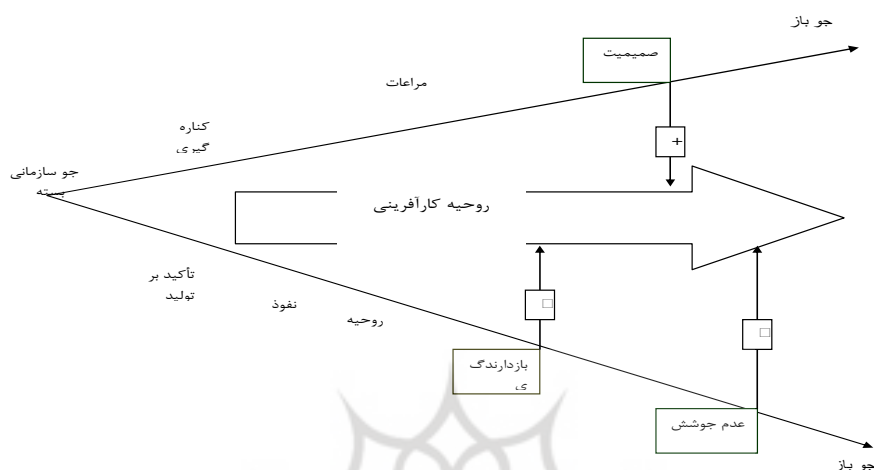 جو باز
صمیمیت
مراعات
کناره
گیری
+
جو سازمانی
بسته
روحیه کارآفرینی
تأکید بر
تولید
نفوذ
روحیه
□
□
بازدارندگ
ی
عدم جوشش
جو باز